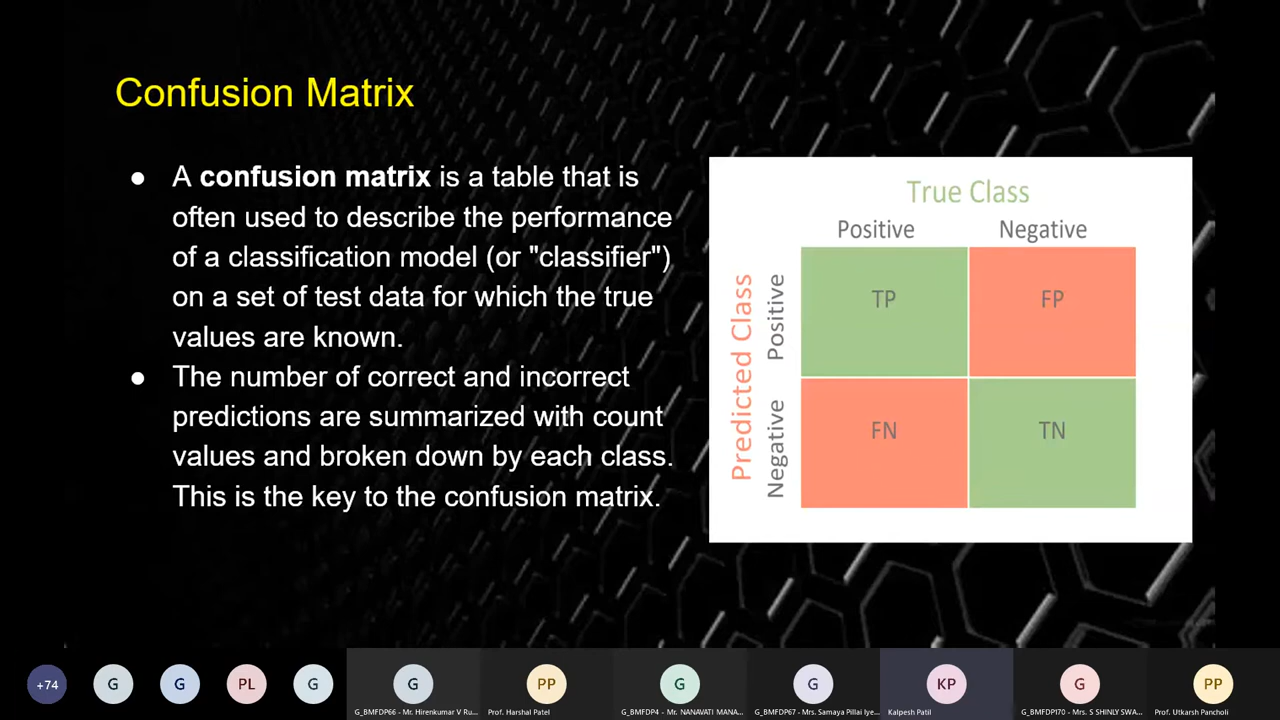 Confusion Matrix
● A confusion matrix is a table that is
often used to describe the performance
of a classification model (or "classifier")
on a set of test data for which the true
values are known.
● The number of correct and incorrect
predictions are summarized with count
values and broken down by each class.
This is the key to the confusion matrix.
True Class
Positive Negative
Predicted Class
Positive
TP FP
Negative
FN TN
+74 G G PL G G PP G G KP G PP
G_BMFDP66 - Mr. Hirenkumar V Ru...
Prof. Harshal Patel
G_BMFDP4 - Mr. NANAVATI MANA...
G_BMFDP67 - Mrs. Samaya Pillai Iye...
Kalpesh Patil
G_BMFDP170 - Mrs. S SHINLY SWA...
Prof. Utkarsh Pancholi